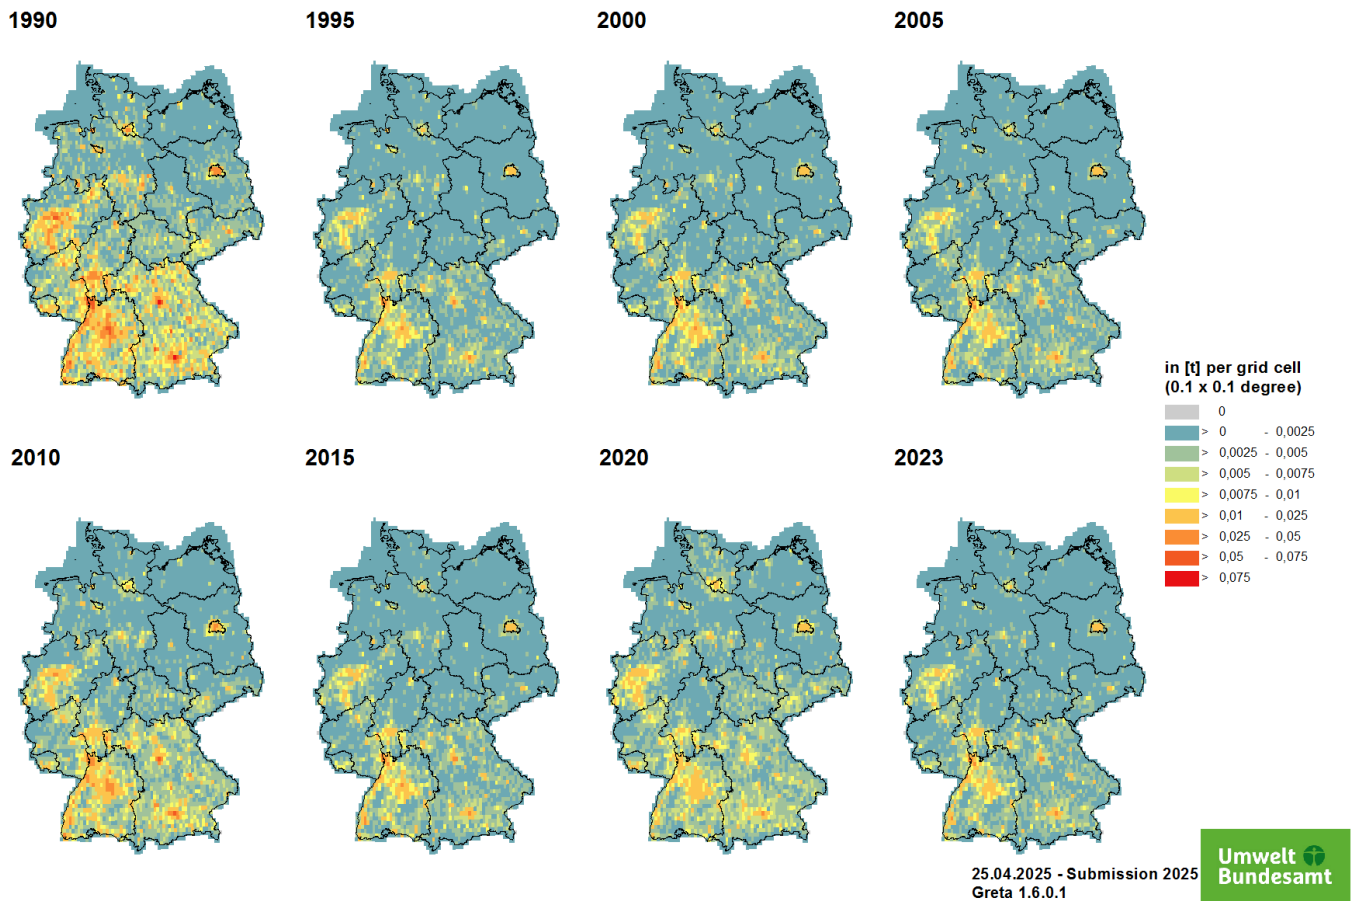 1990
1995
2000
2005
2010
2015
2020
2023
in [t] per grid cell
(0.1 x 0.1 degree)
0
> 0 - 0,0025
> 0,0025 - 0,005
> 0,005 - 0,0075
> 0,0075 - 0,01
> 0,01 - 0,025
> 0,025 - 0,05
> 0,05 - 0,075
> 0,075
25.04.2025 - Submission 2025
Greta 1.6.0.1
Umwelt
Bundesamt